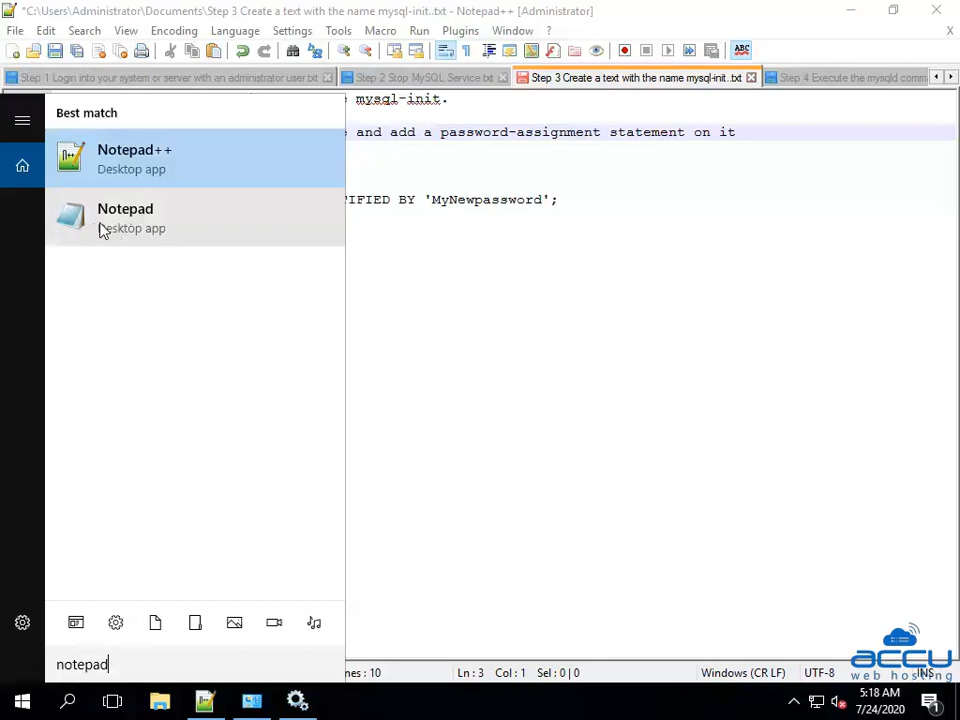 *C:\Users\Administrator\Documents\Step 3 Create a text with the name mysql-init..txt - Notepad++ [Administrator]
File Edit Search View Encoding Language Settings Tools Macro Run Plugins Window ? X
Step 1 Login into your system or server with an administrator user.txt Step 2 Stop MySQL Service.txt Step 3 Create a text with the name mysql-init..txt Step 4 Execute the mysqld comm
Best match
mysql-init.
Notepad++
Desktop app
and add a password-assignment statement on it
Notepad
Desktop app
TIFIED BY 'MyNewpassword';
notepad
: 10 Ln : 3 Col : 1 Sel : 0 | 0 Windows (CR LF) UTF-8 INS
accu
web hosting
5:18 AM
7/24/2020
1